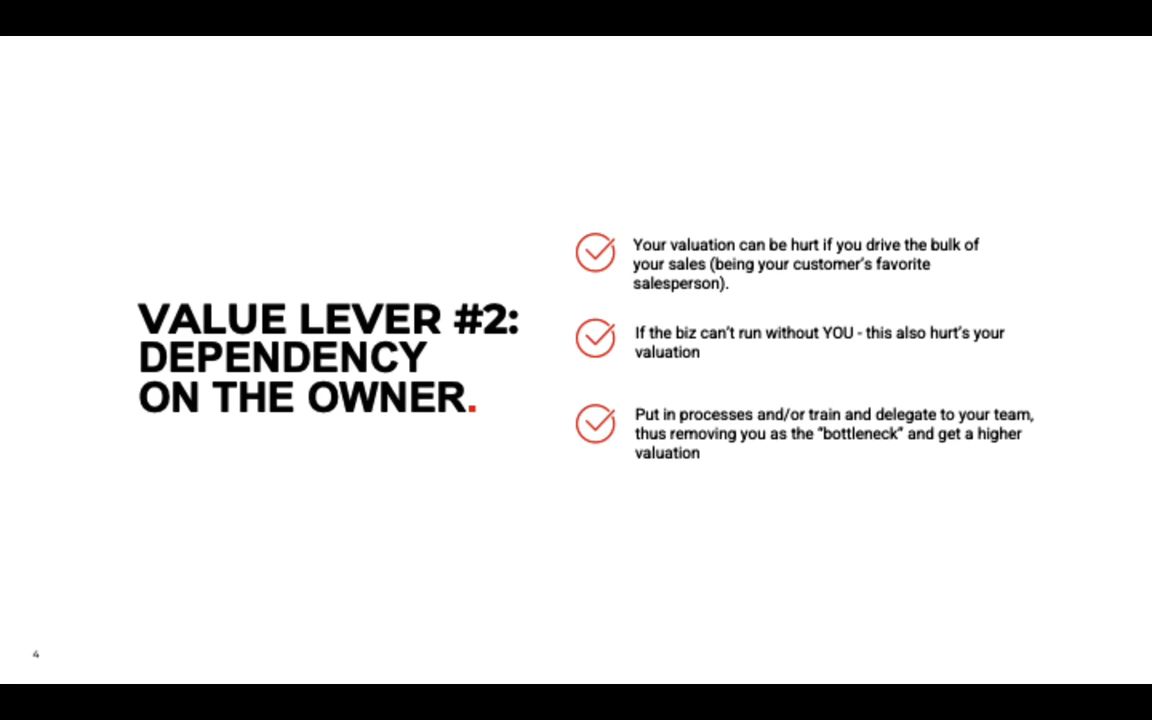 VALUE LEVER #2:
DEPENDENCY
ON THE OWNER.
Your valuation can be hurt if you drive the bulk of
your sales (being your customer's favorite
salesperson).
If the biz can't run without YOU - this also hurt's your
valuation
Put in processes and/or train and delegate to your team,
thus removing you as the "bottleneck" and get a higher
valuation
4